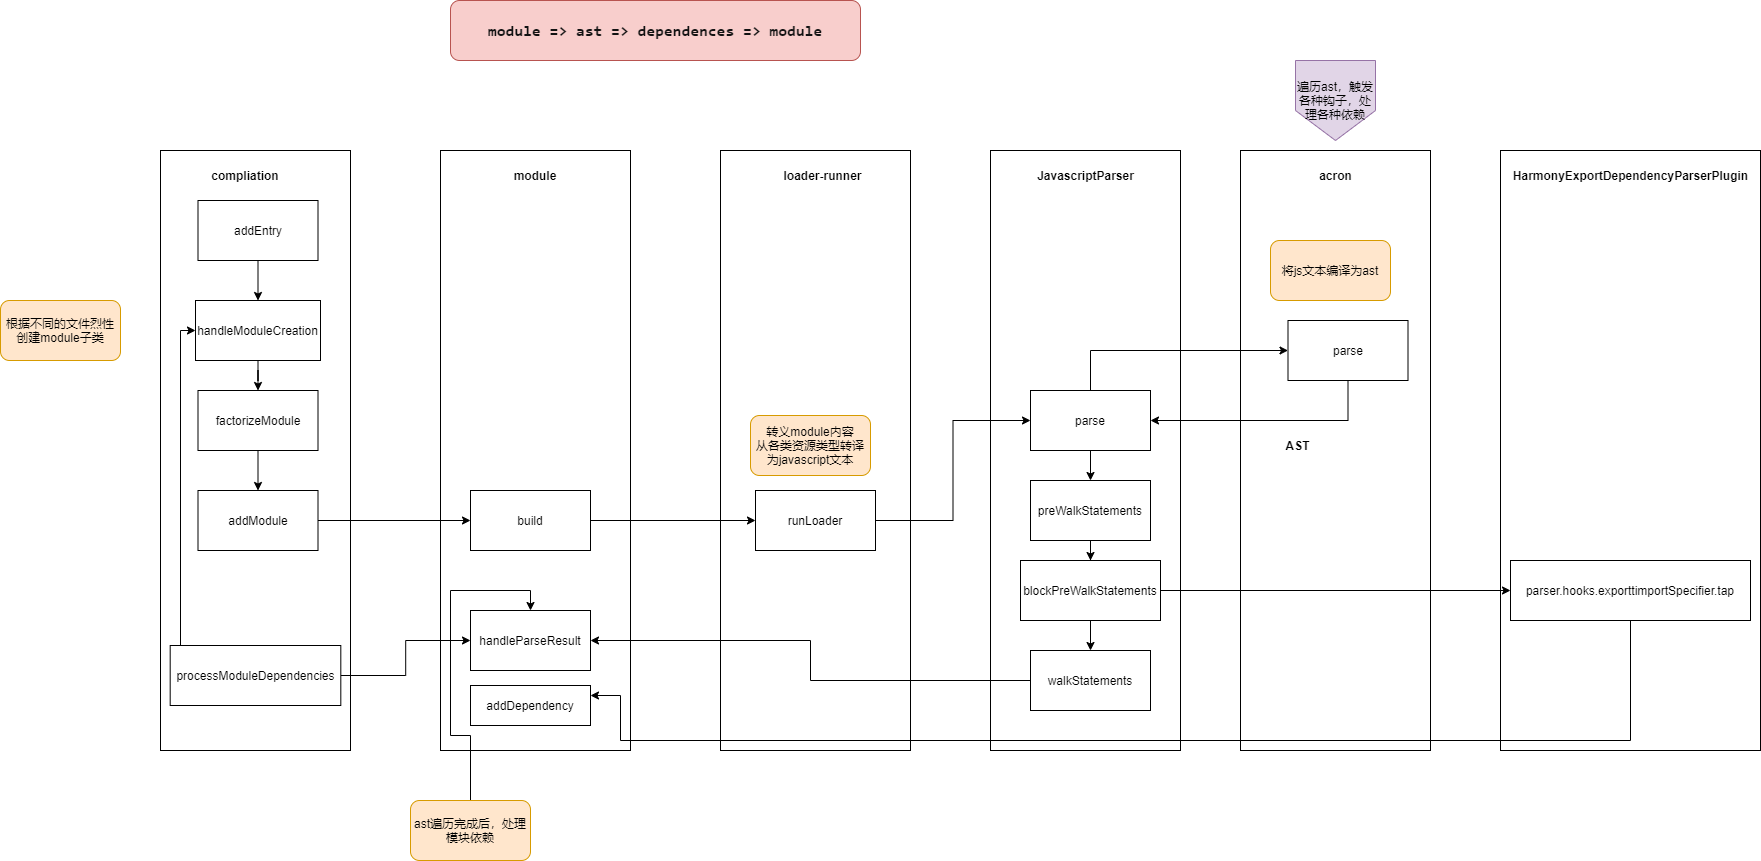 module => ast => dependences => module
遍历ast，触发
各种钩子，处
理各种依赖
compliation
module
loader-runner
JavascriptParser
acron
HarmonyExportDependencyParserPlugin
addEntry
将js文本编译为ast
根据不同的文件烈性
创建module子类
handleModuleCreation
parse
factorizeModule
转义module内容
从各类资源类型转译
为javascript文本
parse
AST
addModule
build
runLoader
preWalkStatements
blockPreWalkStatements
parser.hooks.exporttimportSpecifier.tap
handleParseResult
processModuleDependencies
walkStatements
addDependency
ast遍历完成后，处理
模块依赖